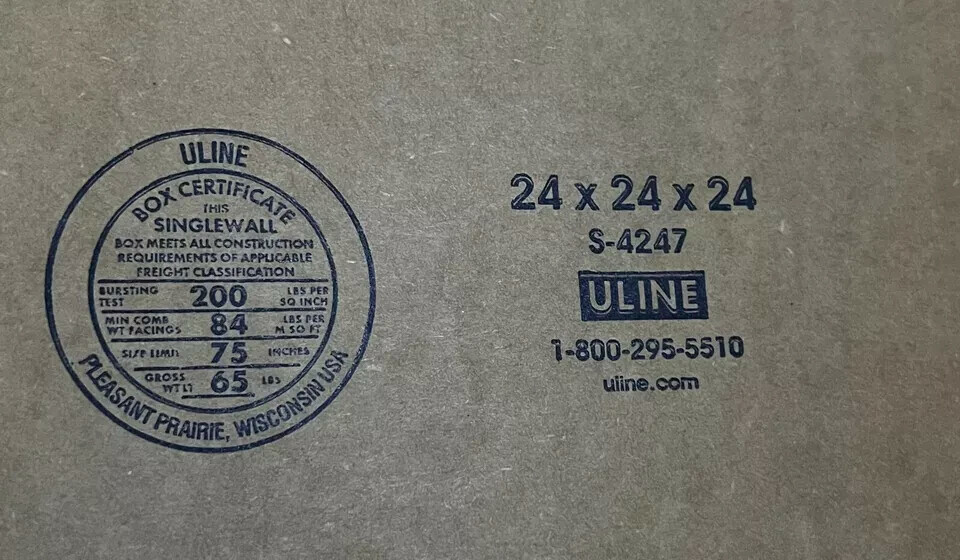 ULINE
BOX CERTIFICATE
THIS
SINGLEWALL
BOX MEETS ALL CONSTRUCTION
REQUIREMENTS OF APPLICABLE
FREIGHT CLASSIFICATION
BURSTING TEST 200 LBS PER SQ INCH
MIN COMB WT FACINGS 84 LBS PER M SQ FT
SIZE LIMIT 75 INCHES
GROSS WT LT 65 LBS
PLEASANT PRAIRIE, WISCONSIN USA
24 x 24 x 24
S-4247
ULINE
1-800-295-5510
uline.com